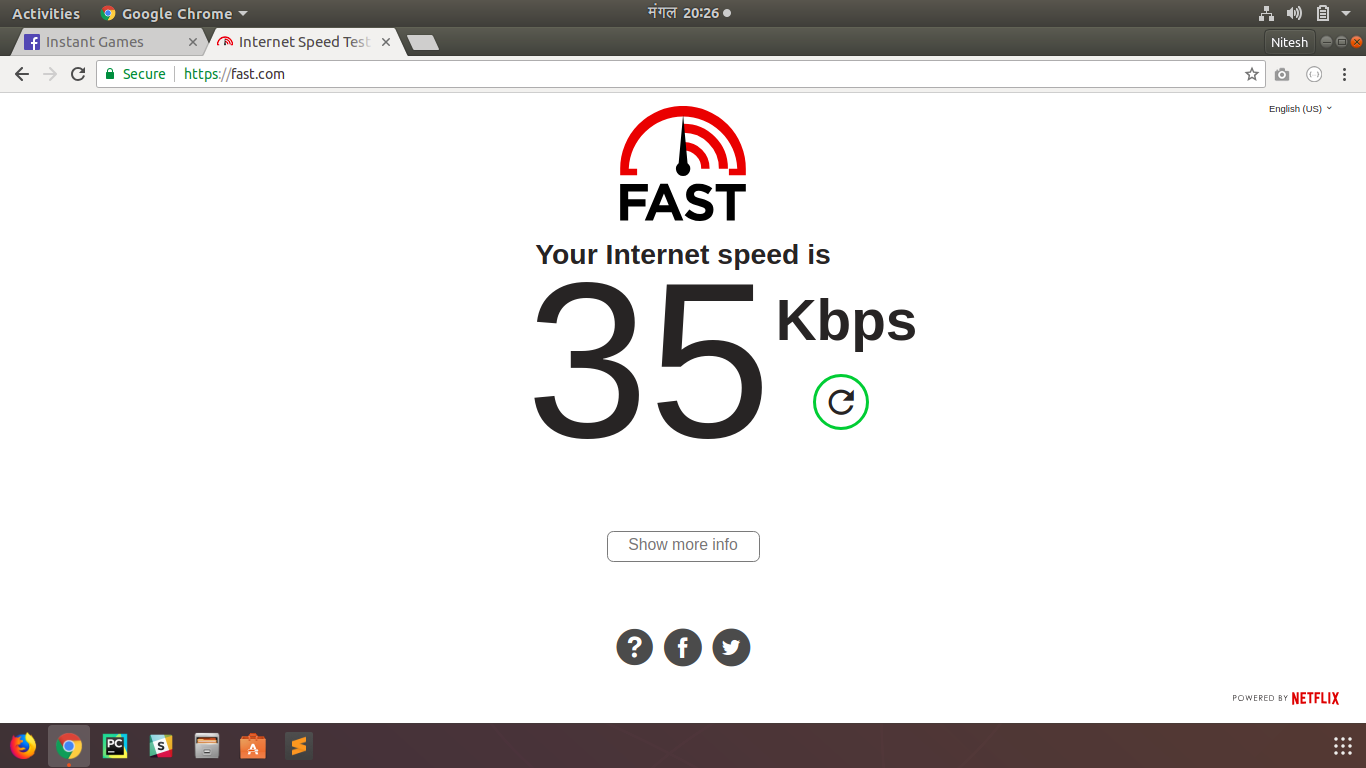 Activities Google Chrome मंगल 20:26
Instant Games Internet Speed Test Nitesh
Secure https://fast.com
English (US)
FAST
Your Internet speed is
35 Kbps
Show more info
?
POWERED BY NETFLIX
PC S A